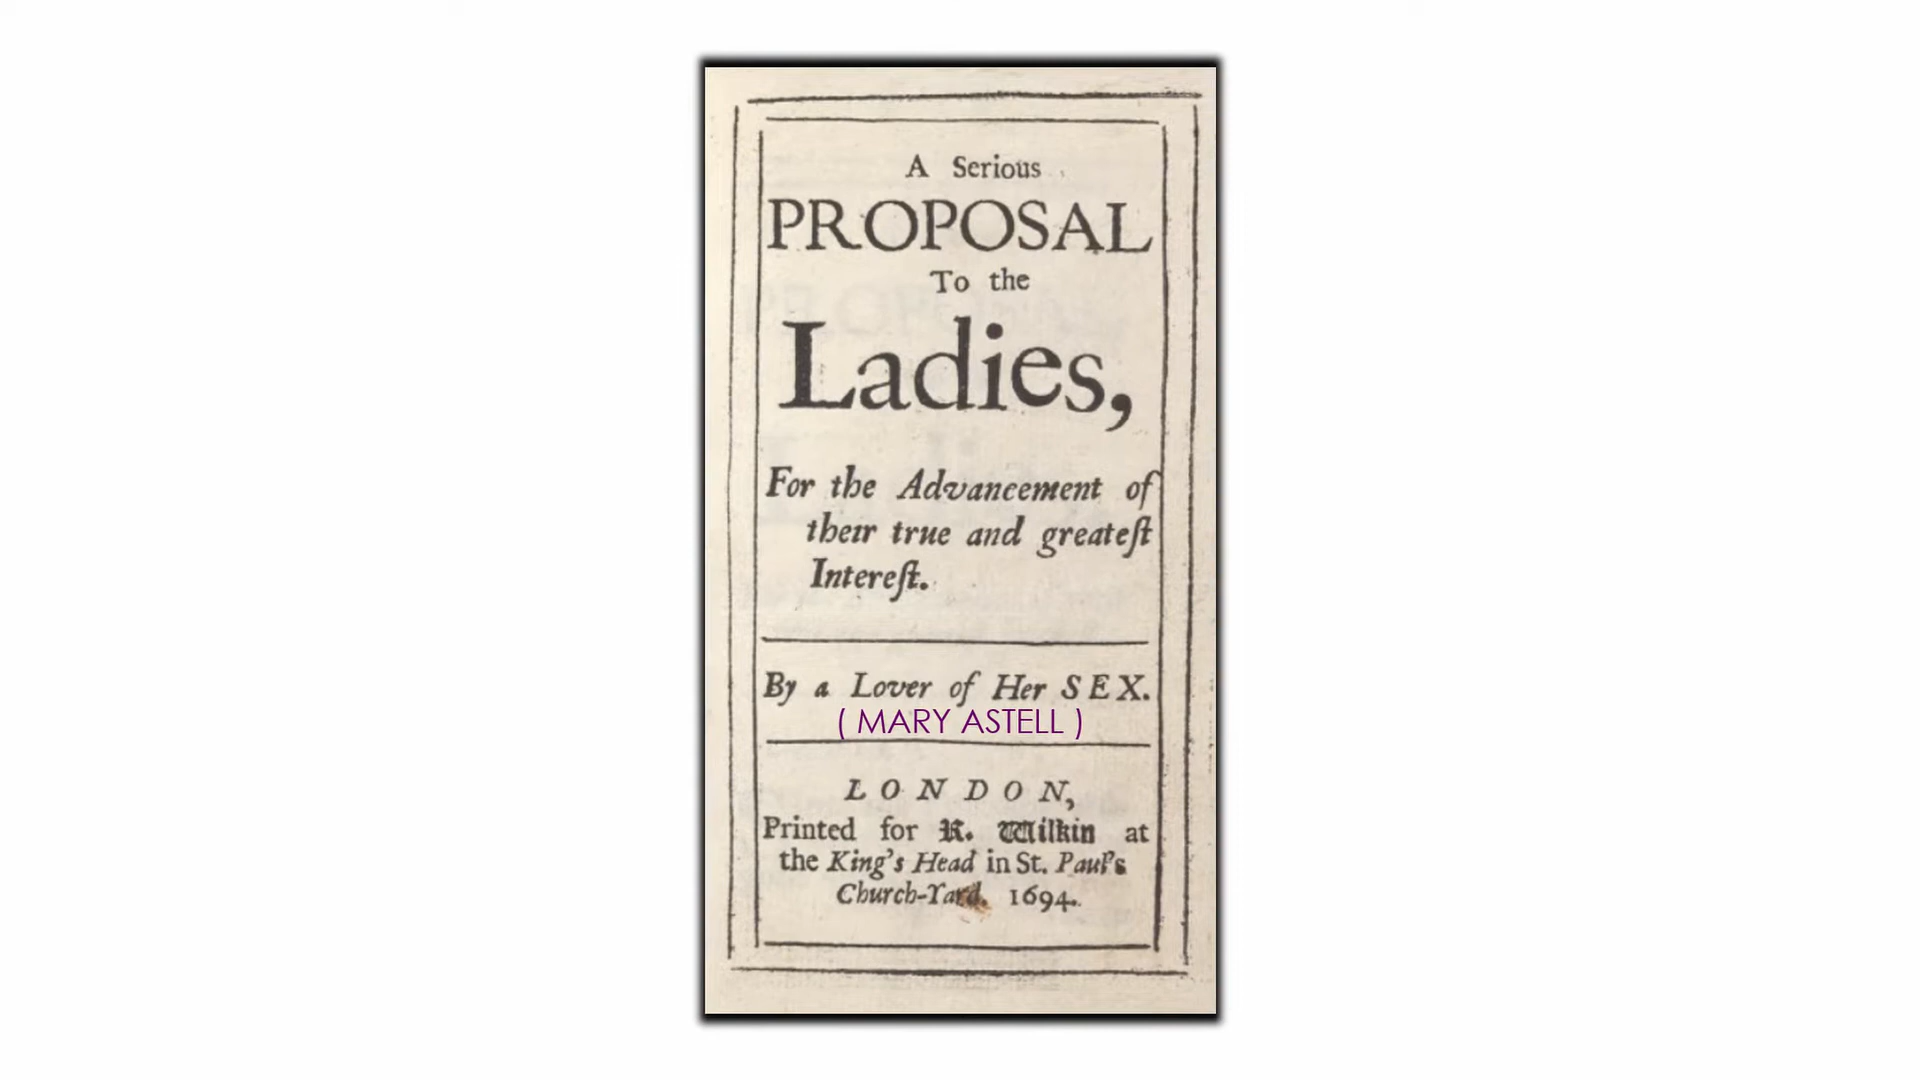 A Serious
PROPOSAL
To the
Ladies,
For the Advancement of
their true and greateſt
Intereſt.
By a Lover of Her SEX.
( MARY ASTELL )
LONDON,
Printed for R. Wilkin at
the King's Head in St. Paul's
Church-Yard. 1694.